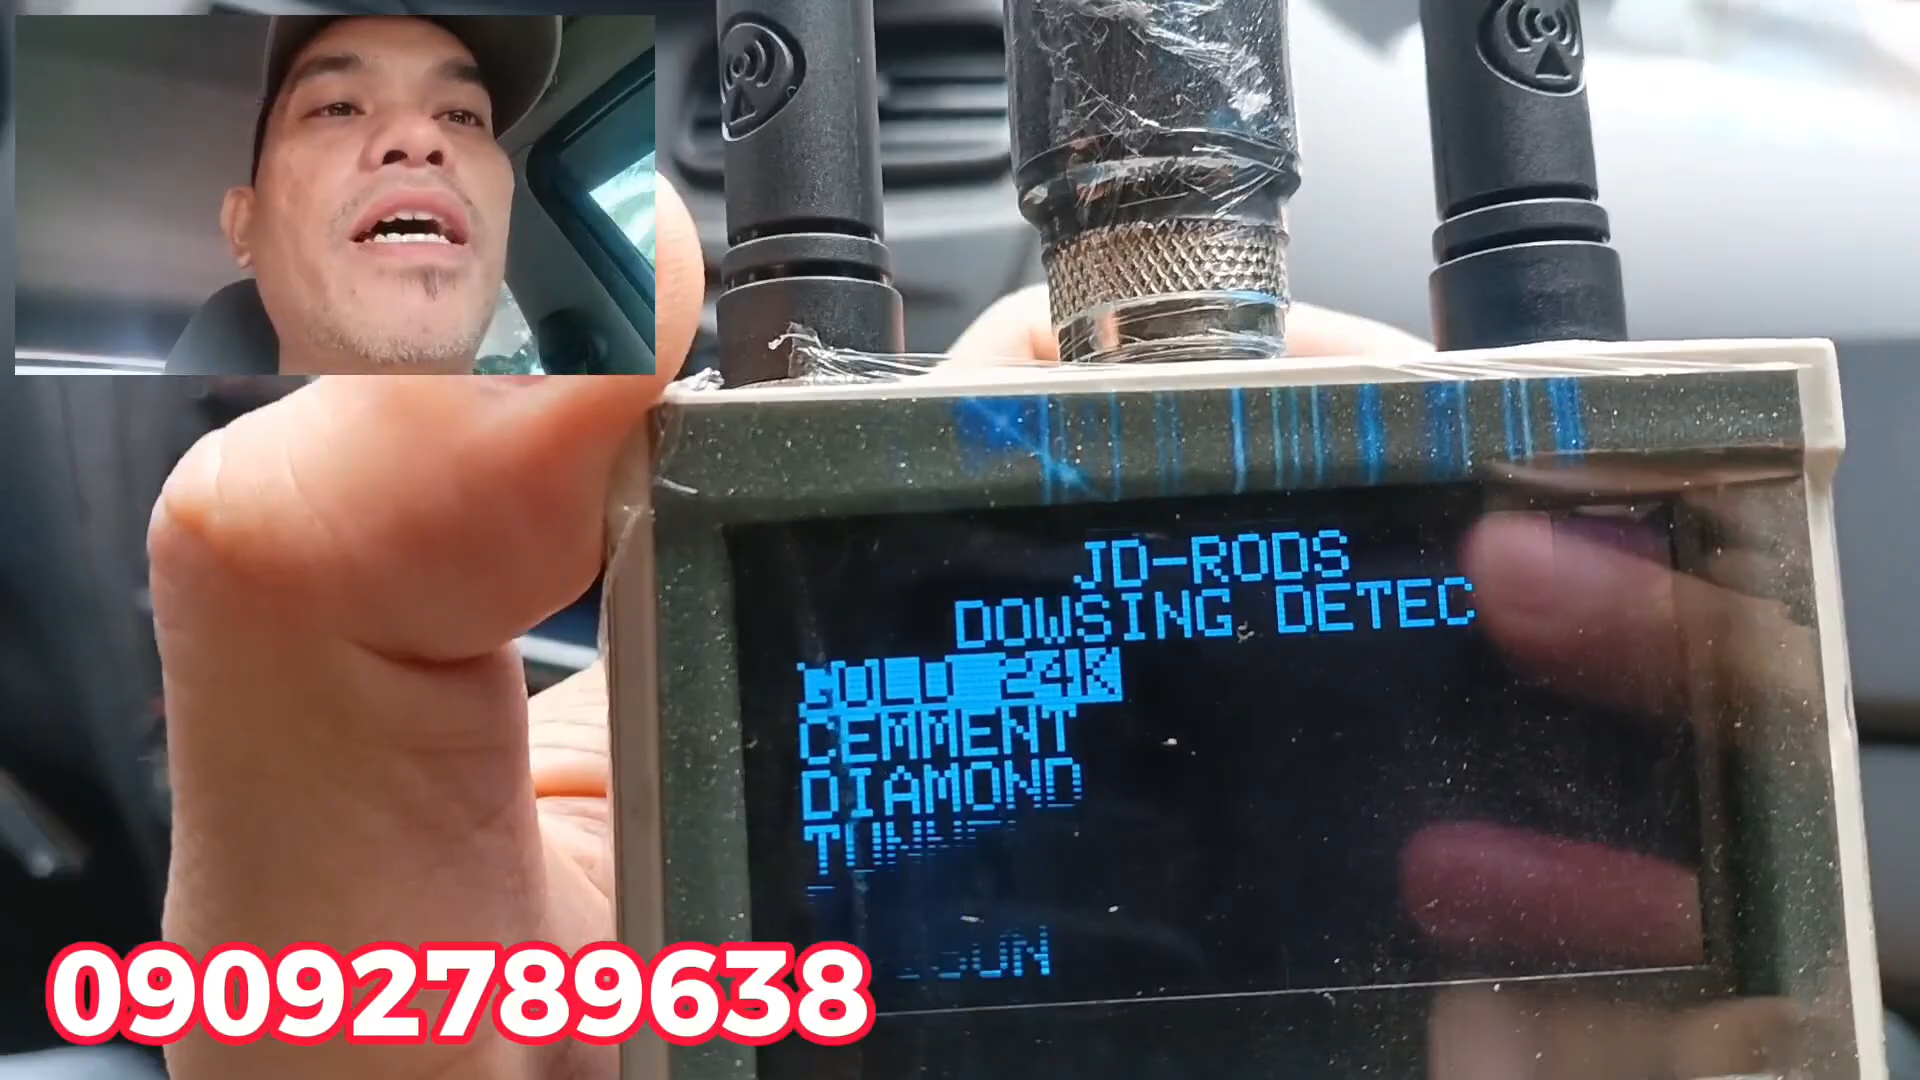 JD-RODS
DOWSING DETEC
GOLD 24K
CEMMENT
DIAMOND
09092789638